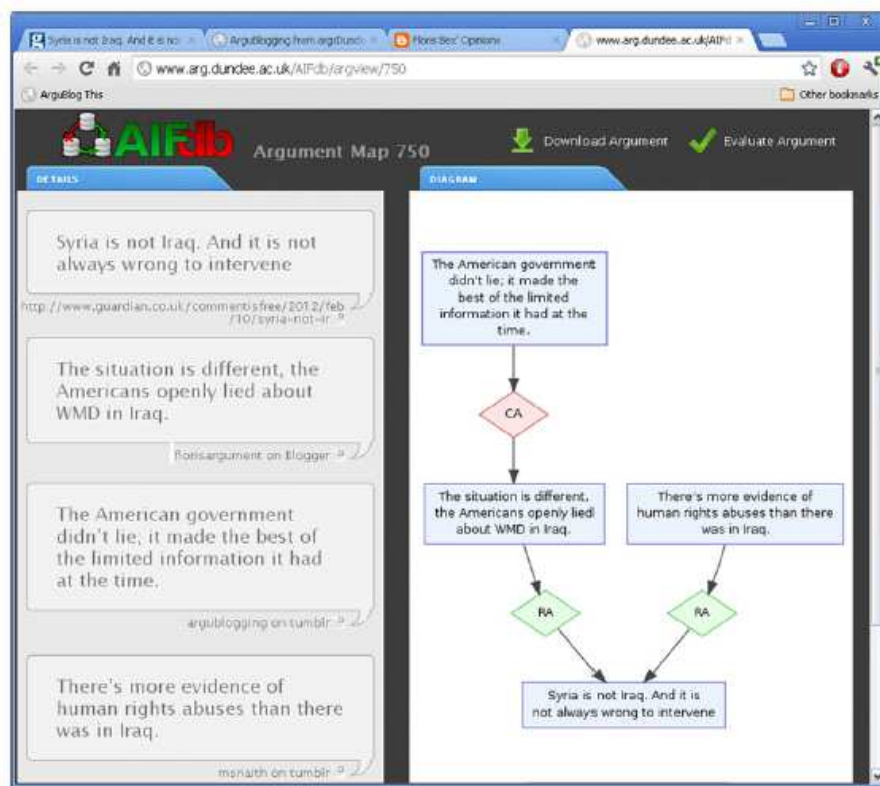 Syria is not Iraq. And it is not
ArguBlogging from arg:Dundee
Floris Bex' Opinions
www.arg.dundee.ac.uk/AIFd
www.arg.dundee.ac.uk/AIFdb/argview/750
ArguBlog This
Other bookmarks
AIFdb
Argument Map 750
Download Argument
Evaluate Argument
DETAILS
Syria is not Iraq. And it is not
always wrong to intervene
http://www.guardian.co.uk/commentisfree/2012/feb
/10/syria-not-ir
The situation is different, the
Americans openly lied about
WMD in Iraq.
florisargument on Blogger
The American government
didn't lie; it made the best of
the limited information it had
at the time.
argublogging on tumblr
There's more evidence of
human rights abuses than there
was in Iraq.
msnaith on tumblr
DIAGRAM
The American government
didn't lie; it made the
best of the limited
information it had at the
time.
CA
The situation is different,
the Americans openly lied
about WMD in Iraq.
There's more evidence of
human rights abuses than there
was in Iraq.
RA
RA
Syria is not Iraq. And it is
not always wrong to intervene